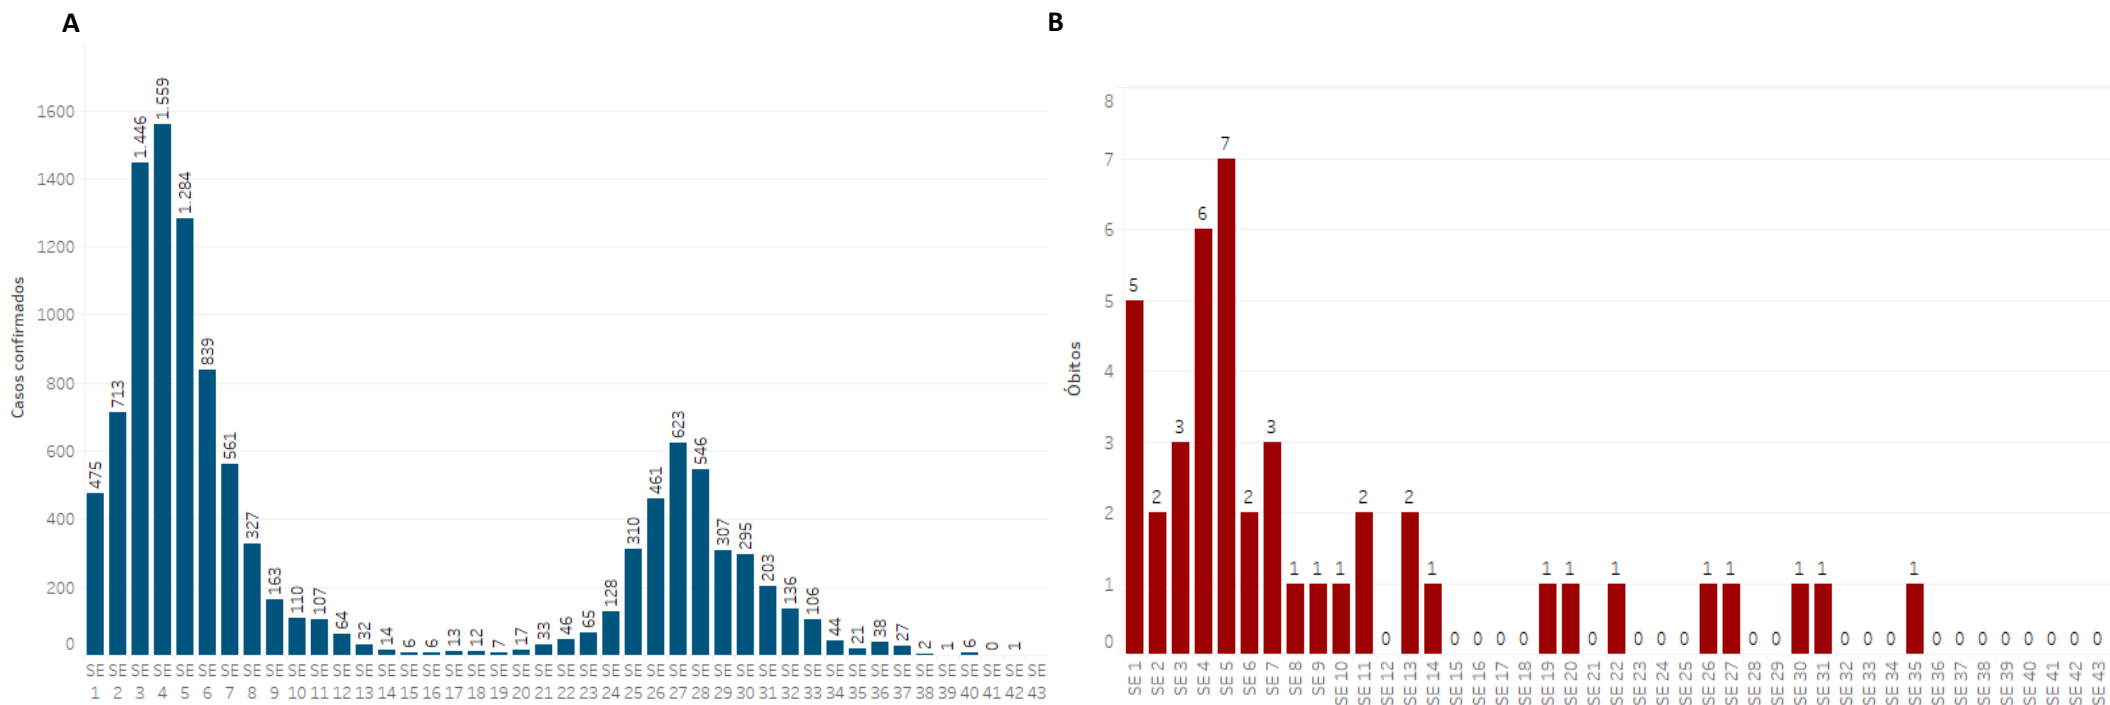 A
Casos confirmados
1600
1400
1200
1000
800
600
400
200
0
475
713
1.446
1.559
1.284
839
561
327
163
110
107
64
32
14
6
6
13
12
7
17
33
46
65
128
310
461
623
546
307
295
203
136
106
44
21
38
27
2
1
6
0
1
SE SE SE SE SE SE SE SE SE SE SE SE SE SE SE SE SE SE SE SE SE SE SE SE SE SE SE SE SE SE SE SE SE SE SE SE SE SE SE SE SE SE SE
1 2 3 4 5 6 7 8 9 10 11 12 13 14 15 16 17 18 19 20 21 22 23 24 25 26 27 28 29 30 31 32 33 34 35 36 37 38 39 40 41 42 43
B
Óbitos
8
7
6
5
4
3
2
1
0
5 2 3 6 7 2 3 1 1 1 2 0 2 1 0 0 0 0 1 1 0 1 0 0 0 1 1 0 0 1 1 0 0 0 1 0 0 0 0 0 0 0 0
SE 1
SE 2
SE 3
SE 4
SE 5
SE 6
SE 7
SE 8
SE 9
SE 10
SE 11
SE 12
SE 13
SE 14
SE 15
SE 16
SE 17
SE 18
SE 19
SE 20
SE 21
SE 22
SE 23
SE 24
SE 25
SE 26
SE 27
SE 28
SE 29
SE 30
SE 31
SE 32
SE 33
SE 34
SE 35
SE 36
SE 37
SE 38
SE 39
SE 40
SE 41
SE 42
SE 43